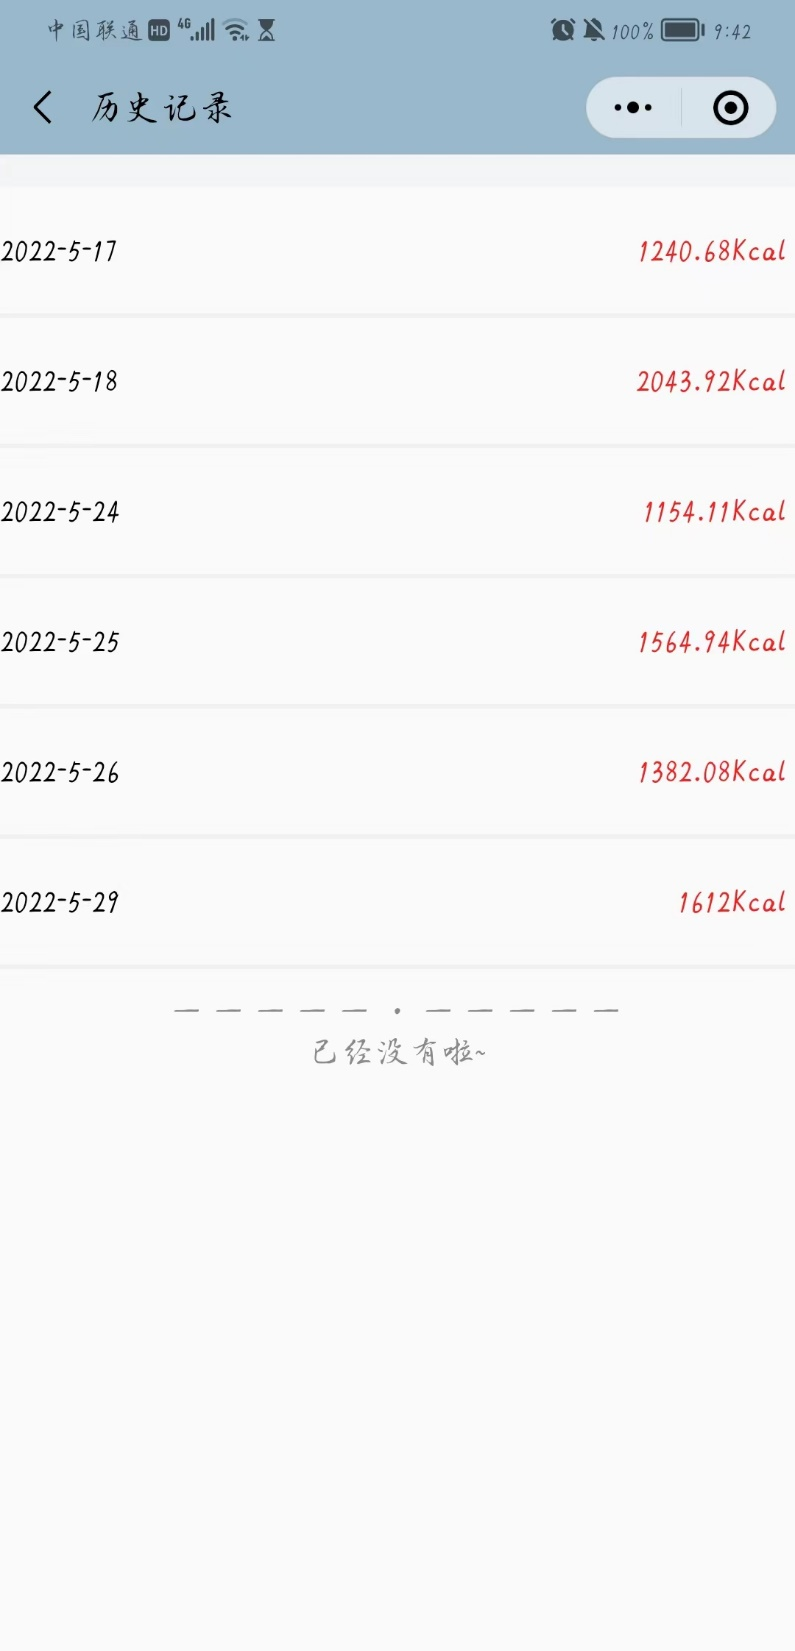 中国联通 HD 4G 100% 9:42
历史记录
2022-5-17 1240.68Kcal
2022-5-18 2043.92Kcal
2022-5-24 1154.11Kcal
2022-5-25 1564.94Kcal
2022-5-26 1382.08Kcal
2022-5-29 1612Kcal
— — — — — · — — — — —
已经没有啦~